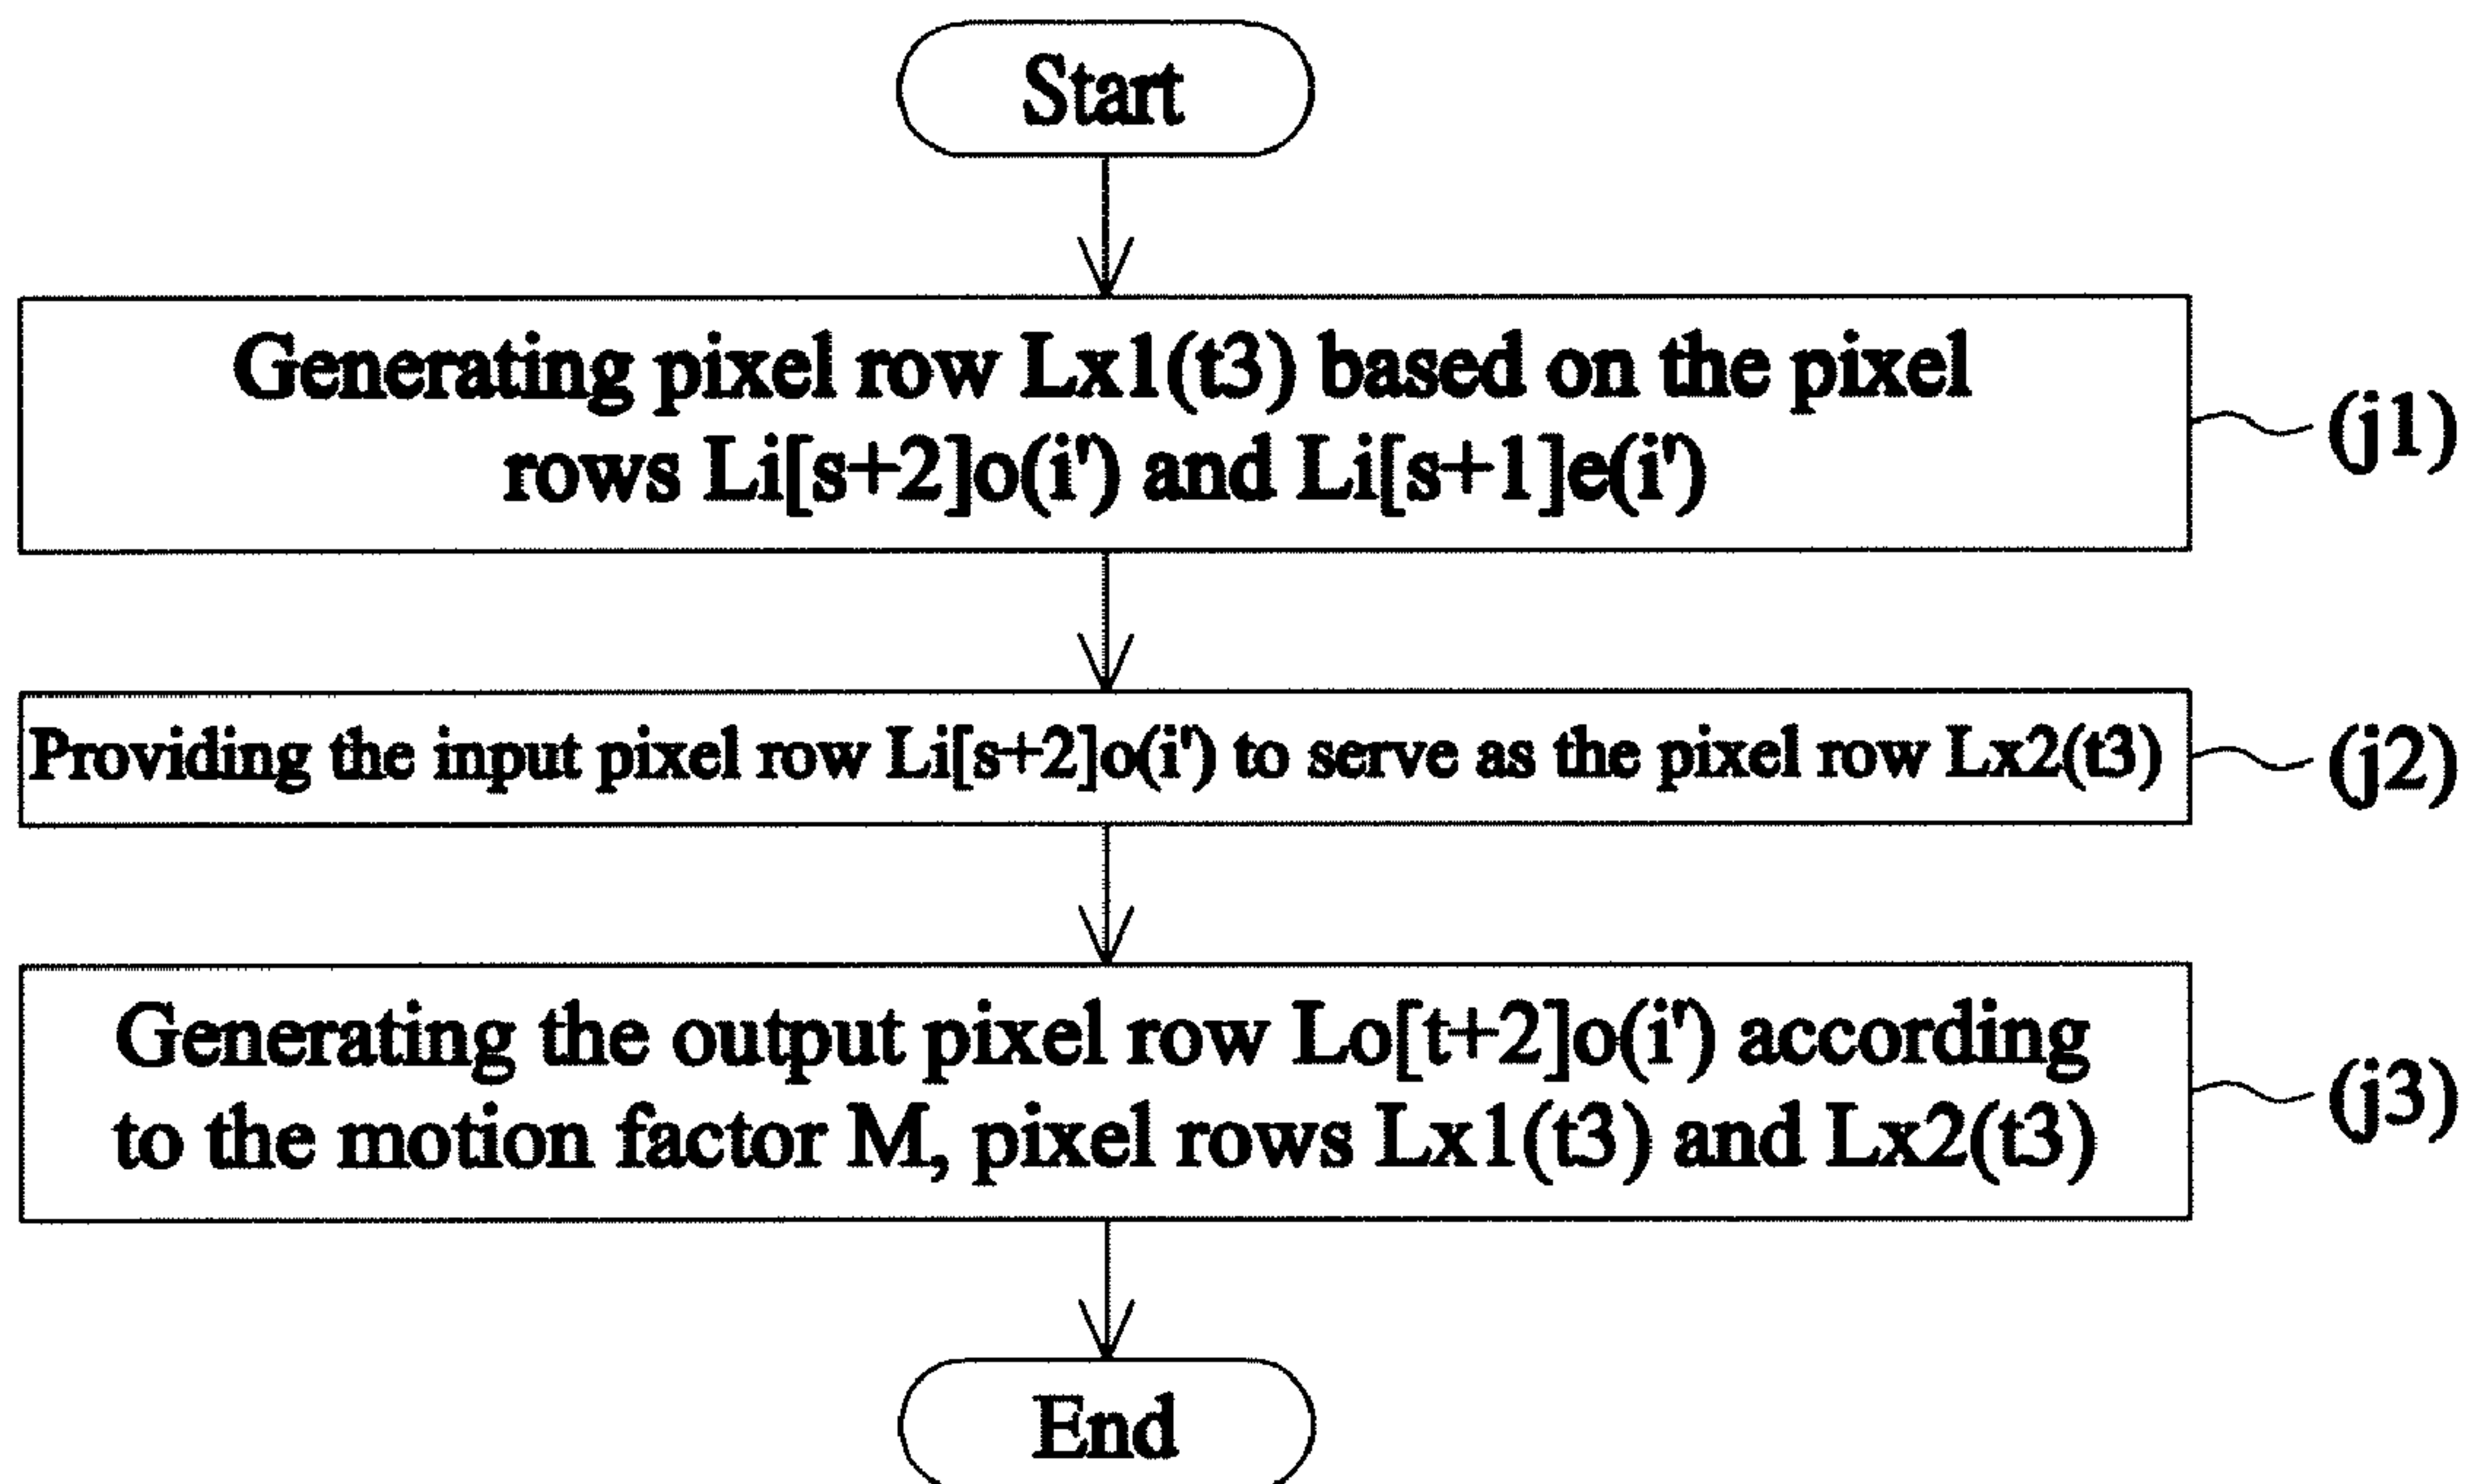 Start
Generating pixel row Lx1(t3) based on the pixel
rows Li[s+2]o(i') and Li[s+1]e(i')
(j1)
Providing the input pixel row Li[s+2]o(i') to serve as the pixel row Lx2(t3)
(j2)
Generating the output pixel row Lo[t+2]o(i') according
to the motion factor M, pixel rows Lx1(t3) and Lx2(t3)
(j3)
End